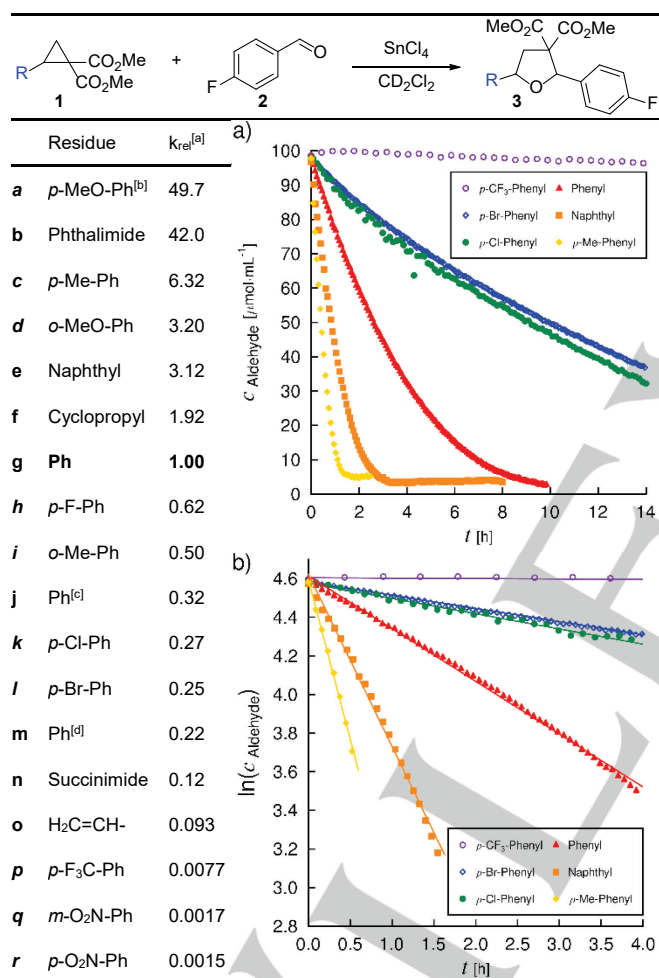 MeO₂C CO₂Me
R CO₂Me CO₂Me + F O SnCl₄ CD₂Cl₂ R O F
1 2 3
Residue k_rel[a]
a p-MeO-Ph[b] 49.7
b Phthalimide 42.0
c p-Me-Ph 6.32
d o-MeO-Ph 3.20
e Naphthyl 3.12
f Cyclopropyl 1.92
g Ph 1.00
h p-F-Ph 0.62
i o-Me-Ph 0.50
j Ph[c] 0.32
k p-Cl-Ph 0.27
l p-Br-Ph 0.25
m Ph[d] 0.22
n Succinimide 0.12
o H₂C=CH- 0.093
p p-F₃C-Ph 0.0077
q m-O₂N-Ph 0.0017
r p-O₂N-Ph 0.0015
a)
100
90
80
70
60
50
40
30
20
10
0
c Aldehyde [μmol·mL⁻¹]
p-CF₃-Phenyl Phenyl
p-Br-Phenyl Naphthyl
p-Cl-Phenyl p-Me-Phenyl
0 2 4 6 8 10 12 14
t [h]
b)
4.6
4.4
4.2
4.0
3.8
3.6
3.4
3.2
3.0
2.8
ln(c Aldehyde)
p-CF₃-Phenyl Phenyl
p-Br-Phenyl Naphthyl
p-Cl-Phenyl p-Me-Phenyl
0.0 0.5 1.0 1.5 2.0 2.5 3.0 3.5 4.0
t [h]